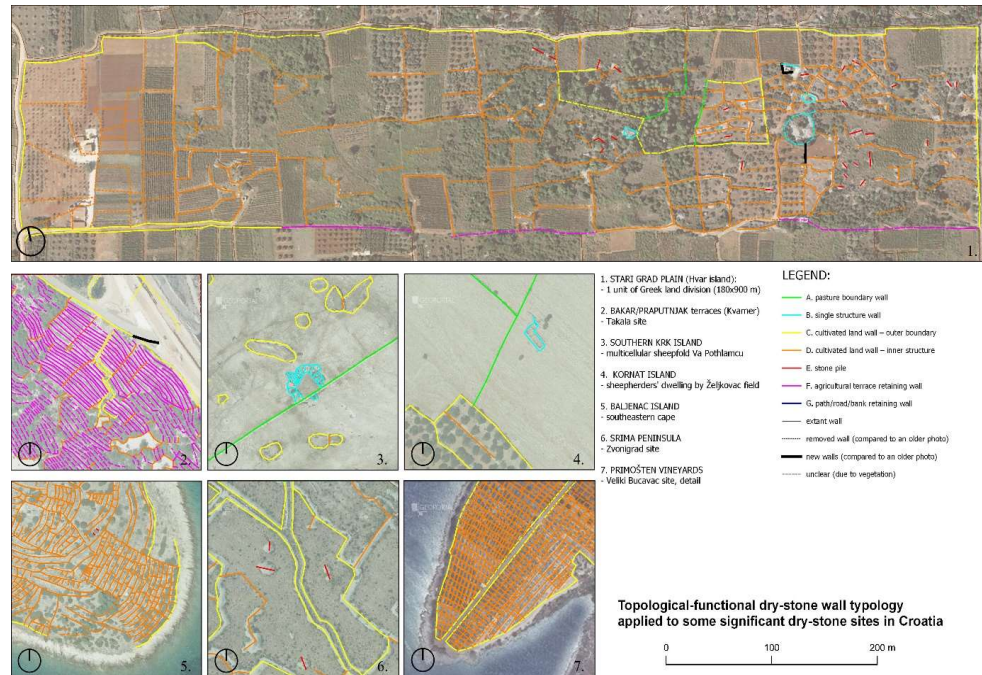 1.
2.
3.
4.
5.
6.
7.
1. STARI GRAD PLAIN (Hvar island):
- 1 unit of Greek land division (180x900 m)
2. BAKAR/PRAPUTNJAK terraces (Kvarner)
- Takala site
3. SOUTHERN KRK ISLAND
- multicellular sheepfold Va Pothlamcu
4. KORNAT ISLAND
- sheepherders' dwelling by Željkovac field
5. BALJENAC ISLAND
- southeastern cape
6. SRIMA PENINSULA
- Zvonigrad site
7. PRIMOŠTEN VINEYARDS
- Veliki Bucavac site, detail
LEGEND:
A. pasture boundary wall
B. single structure wall
C. cultivated land wall – outer boundary
D. cultivated land wall – inner structure
E. stone pile
F. agricultural terrace retaining wall
G. path/road/bank retaining wall
extant wall
removed wall (compared to an older photo)
new walls (compared to an older photo)
unclear (due to vegetation)
Topological-functional dry-stone wall typology
applied to some significant dry-stone sites in Croatia
0 100 200 m